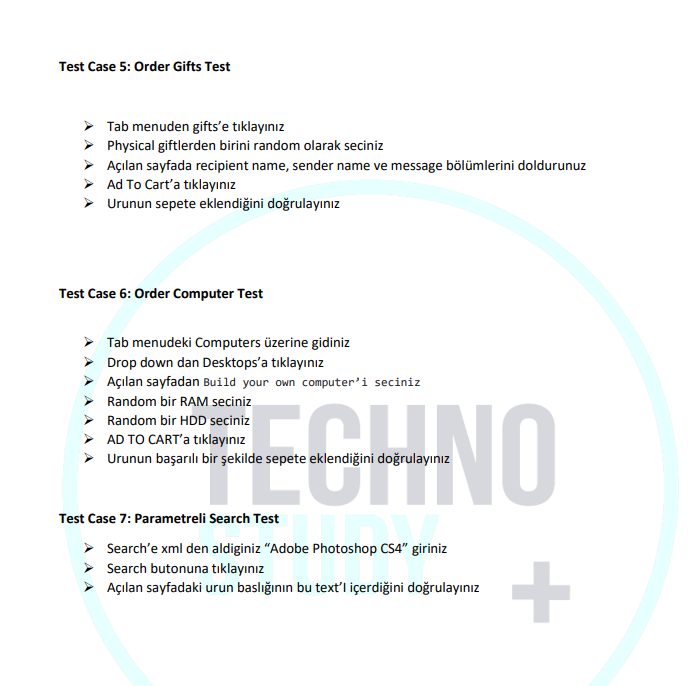 Test Case 5: Order Gifts Test
➢ Tab menuden gifts’e tıklayınız
➢ Physical giftlerden birini random olarak seciniz
➢ Açılan sayfada recipient name, sender name ve message bölümlerini doldurunuz
➢ Ad To Cart’a tıklayınız
➢ Urunun sepete eklendiğini doğrulayınız
Test Case 6: Order Computer Test
➢ Tab menudeki Computers üzerine gidiniz
➢ Drop down dan Desktops’a tıklayınız
➢ Açılan sayfadan Build your own computer’i seciniz
➢ Random bir RAM seciniz
➢ Random bir HDD seciniz
➢ AD TO CART’a tıklayınız
➢ Urunun başarılı bir şekilde sepete eklendiğini doğrulayınız
TECHNO
STUDY
Test Case 7: Parametreli Search Test
➢ Search’e xml den aldiginiz “Adobe Photoshop CS4” giriniz
➢ Search butonuna tıklayınız
➢ Açılan sayfadaki urun baslığının bu text’I içerdiğini doğrulayınız
+